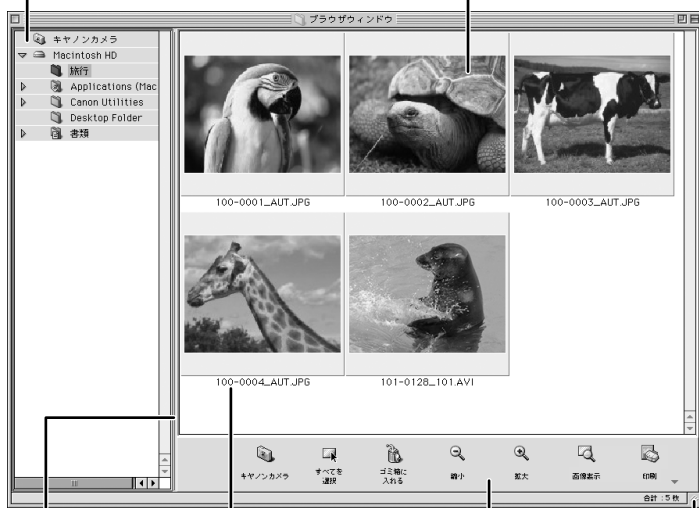 ブラウザウィンドウ
キヤノンカメラ
Macintosh HD
旅行
Applications (Mac
Canon Utilities
Desktop Folder
書類
100-0001_AUT.JPG
100-0002_AUT.JPG
100-0003_AUT.JPG
100-0004_AUT.JPG
101-0128_101.AVI
キヤノンカメラ
すべてを
選択
ゴミ箱に
入れる
縮小
拡大
画像表示
印刷
合計 : 5 枚